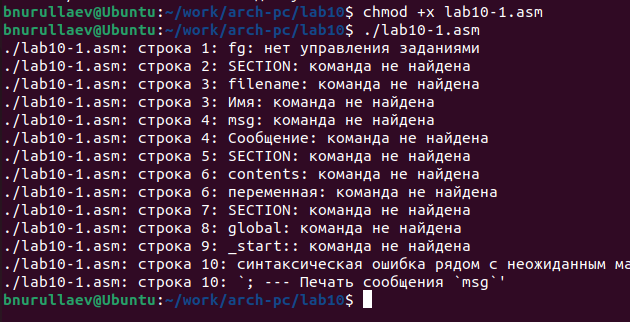 bnurullaev@Ubuntu:~/work/arch-pc/lab10$ chmod +x lab10-1.asm
bnurullaev@Ubuntu:~/work/arch-pc/lab10$ ./lab10-1.asm
./lab10-1.asm: строка 1: fg: нет управления заданиями
./lab10-1.asm: строка 2: SECTION: команда не найдена
./lab10-1.asm: строка 3: filename: команда не найдена
./lab10-1.asm: строка 3: Имя: команда не найдена
./lab10-1.asm: строка 4: msg: команда не найдена
./lab10-1.asm: строка 4: Сообщение: команда не найдена
./lab10-1.asm: строка 5: SECTION: команда не найдена
./lab10-1.asm: строка 6: contents: команда не найдена
./lab10-1.asm: строка 6: переменная: команда не найдена
./lab10-1.asm: строка 7: SECTION: команда не найдена
./lab10-1.asm: строка 8: global: команда не найдена
./lab10-1.asm: строка 9: _start:: команда не найдена
./lab10-1.asm: строка 10: синтаксическая ошибка рядом с неожиданным ма
./lab10-1.asm: строка 10: `; --- Печать сообщения `msg`'
bnurullaev@Ubuntu:~/work/arch-pc/lab10$